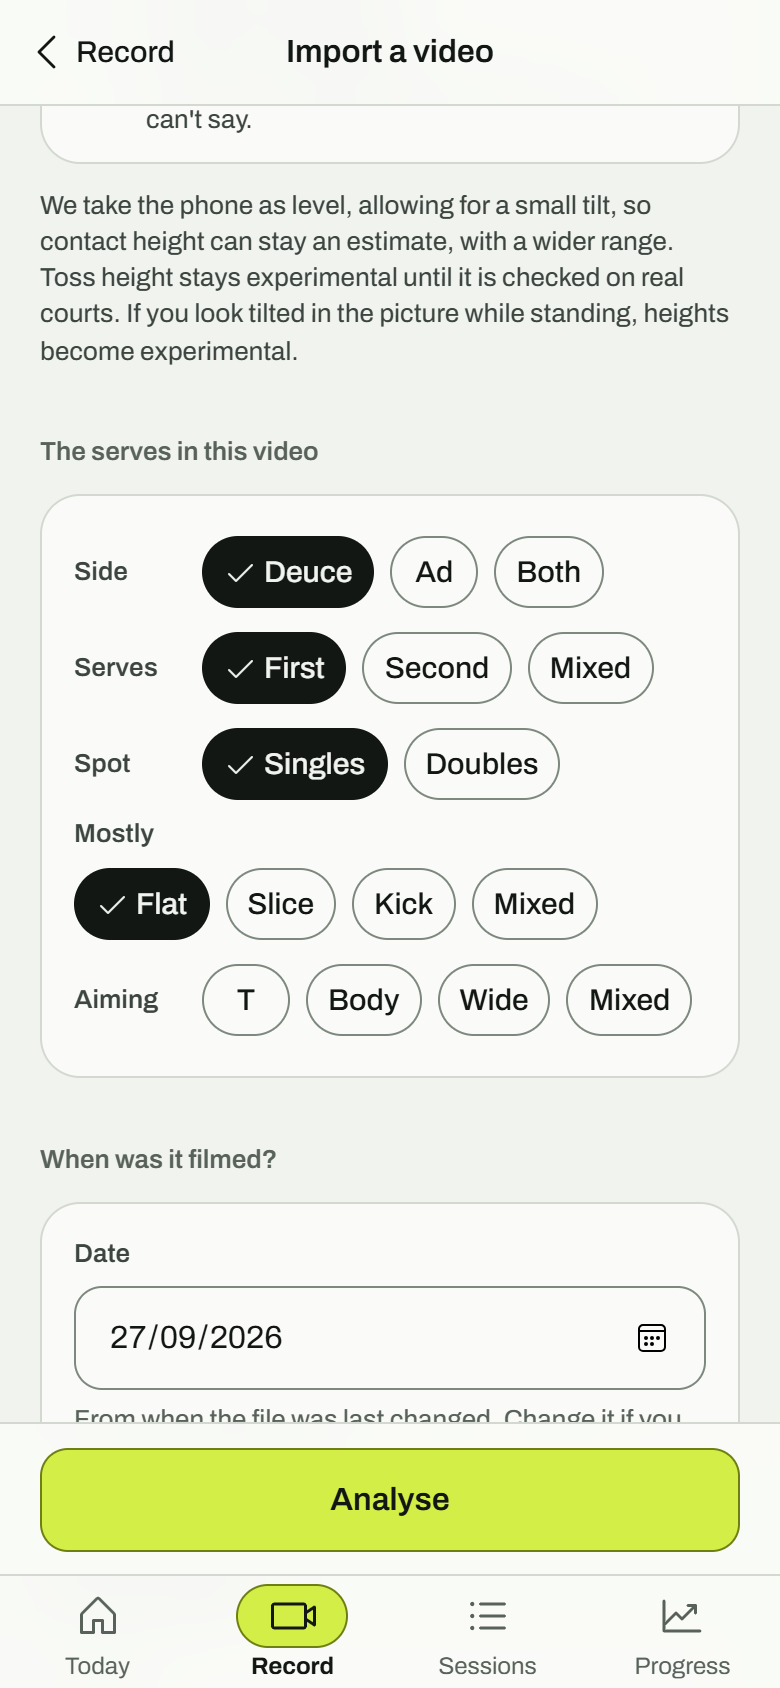 Record
Import a video
can't say.
We take the phone as level, allowing for a small tilt, so
contact height can stay an estimate, with a wider range.
Toss height stays experimental until it is checked on real
courts. If you look tilted in the picture while standing, heights
become experimental.
The serves in this video
Side Deuce Ad Both
Serves First Second Mixed
Spot Singles Doubles
Mostly
Flat Slice Kick Mixed
Aiming T Body Wide Mixed
When was it filmed?
Date
27/09/2026
From when the file was last changed. Change it if you
Analyse
Today Record Sessions Progress